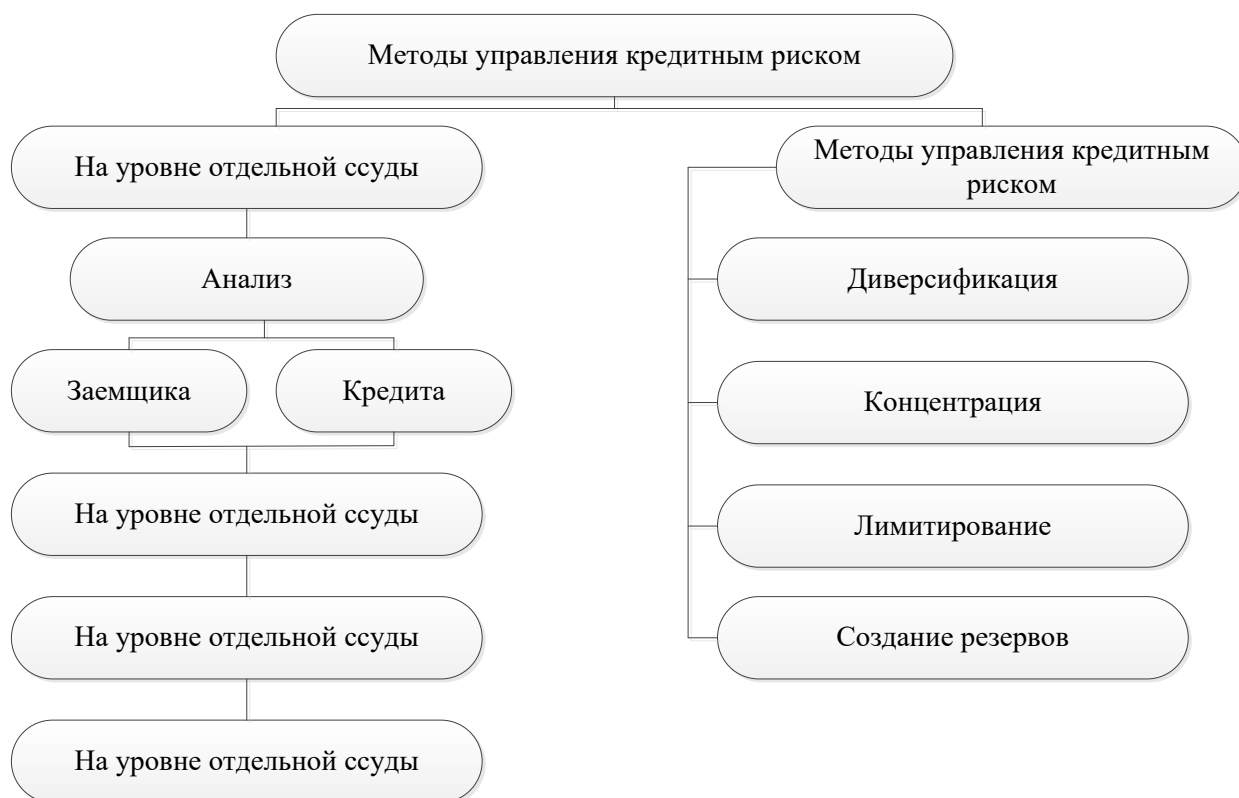 Методы управления кредитным риском
На уровне отдельной ссуды
Методы управления кредитным
риском
Анализ
Диверсификация
Заемщика
Кредита
Концентрация
На уровне отдельной ссуды
Лимитирование
На уровне отдельной ссуды
Создание резервов
На уровне отдельной ссуды